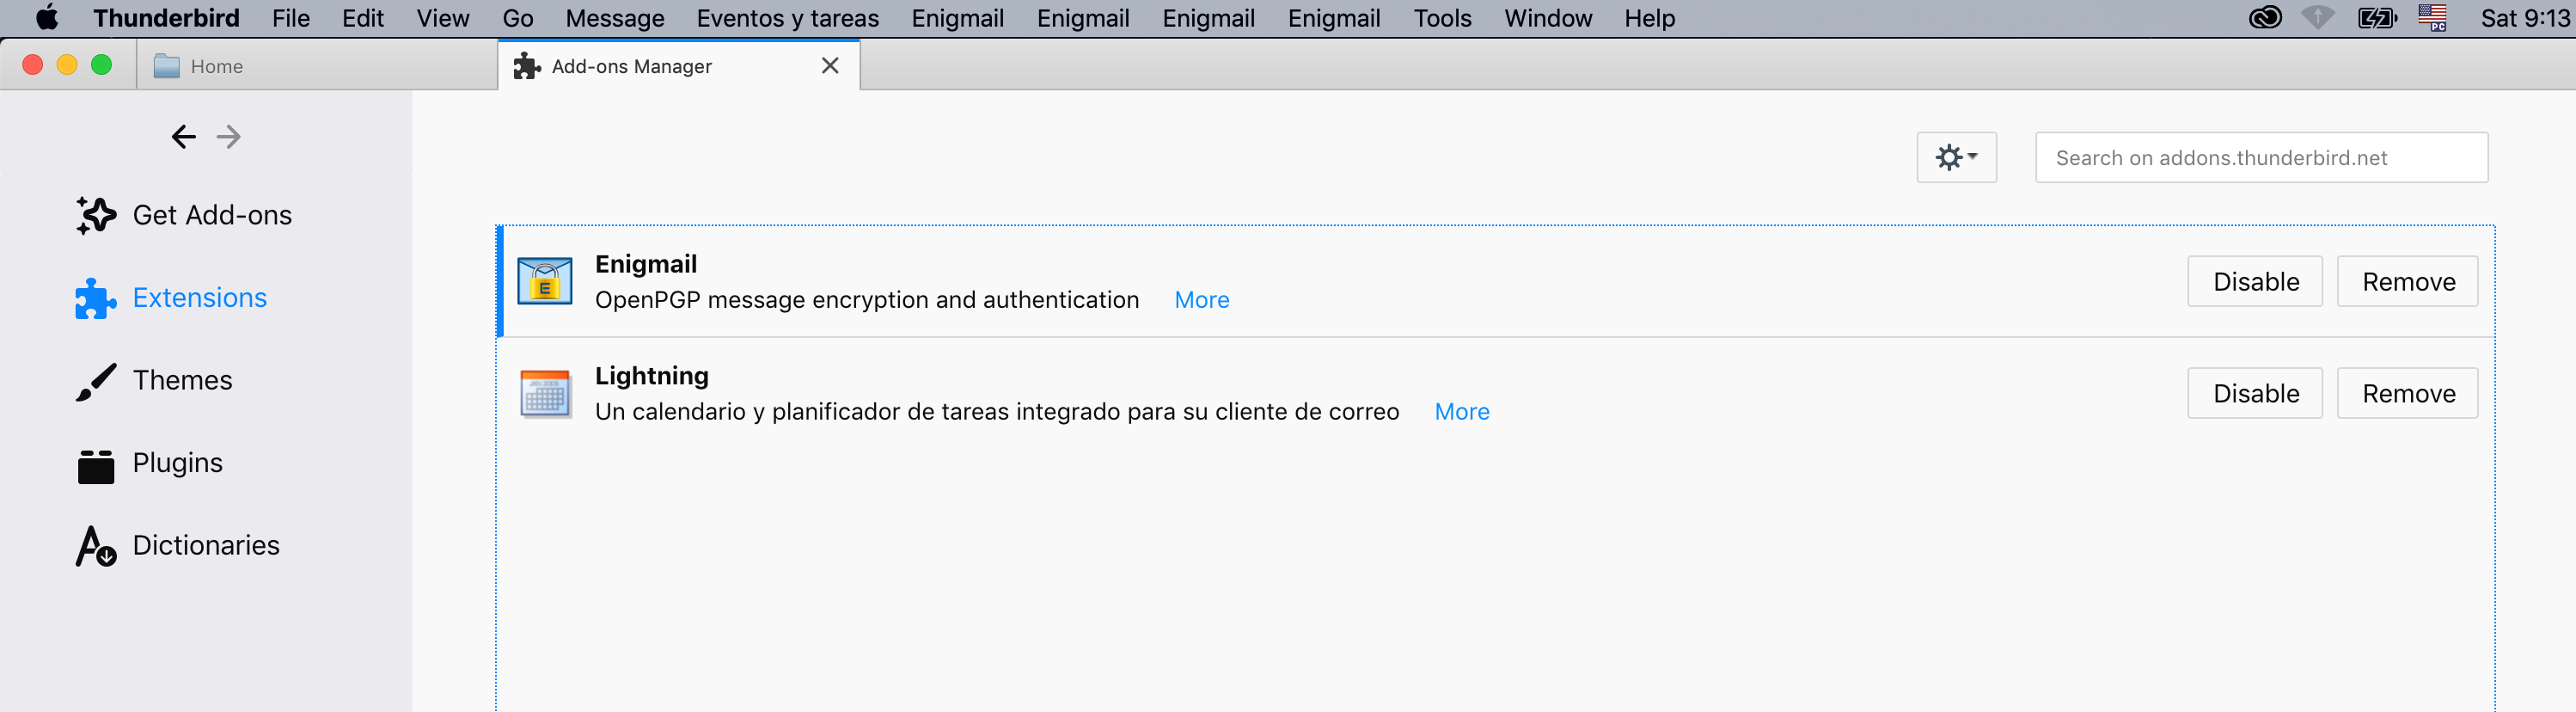 Thunderbird File Edit View Go Message Eventos y tareas Enigmail Enigmail Enigmail Enigmail Tools Window Help PC Sat 9:13
Home
Add-ons Manager
Search on addons.thunderbird.net
Get Add-ons
Extensions
Themes
Plugins
Dictionaries
E
Enigmail
OpenPGP message encryption and authentication More
Disable Remove
Lightning
Un calendario y planificador de tareas integrado para su cliente de correo More
Disable Remove